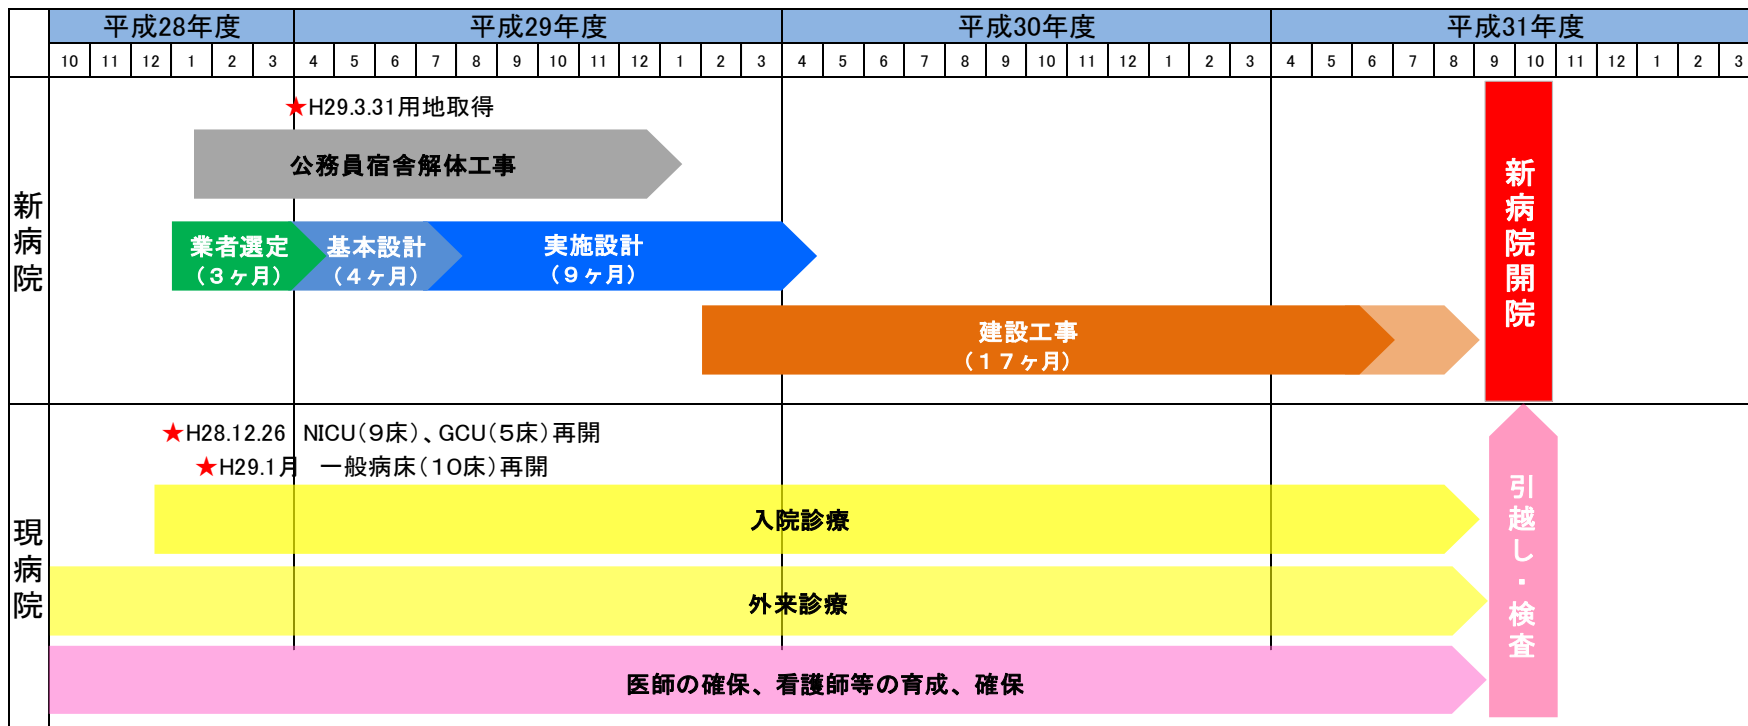 平成28年度 平成29年度 平成30年度 平成31年度
10 11 12 1 2 3 4 5 6 7 8 9 10 11 12 1 2 3 4 5 6 7 8 9 10 11 12 1 2 3 4 5 6 7 8 9 10 11 12 1 2 3
新病院
★H29.3.31用地取得
公務員宿舎解体工事
業者選定
（３ヶ月）
基本設計
（４ヶ月）
実施設計
（９ヶ月）
建設工事
（１７ヶ月）
新病院開院
現病院
★H28.12.26 NICU（９床）、GCU（５床）再開
★H29.1月 一般病床（１０床）再開
入院診療
外来診療
医師の確保、看護師等の育成、確保
引越し・検査